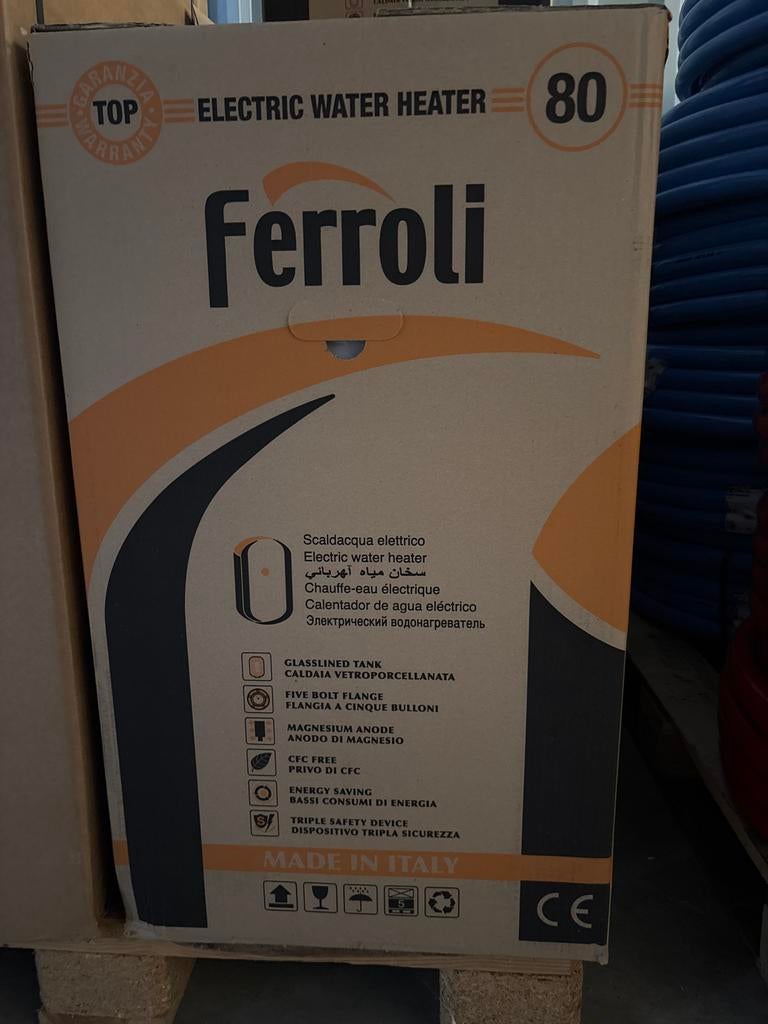 GARANZIA
TOP
WARRANTY
ELECTRIC WATER HEATER
80
Ferroli
Scaldacqua elettrico
Electric water heater
سخان مياه آلهربائي
Chauffe-eau électrique
Calentador de agua eléctrico
Электрический водонагреватель
GLASSLINED TANK
CALDAIA VETROPORCELLANATA
FIVE BOLT FLANGE
FLANGIA A CINQUE BULLONI
MAGNESIUM ANODE
ANODO DI MAGNESIO
CFC FREE
PRIVO DI CFC
ENERGY SAVING
BASSI CONSUMI DI ENERGIA
S
TRIPLE SAFETY DEVICE
DISPOSITIVO TRIPLA SICUREZZA
MADE IN ITALY
5
CE